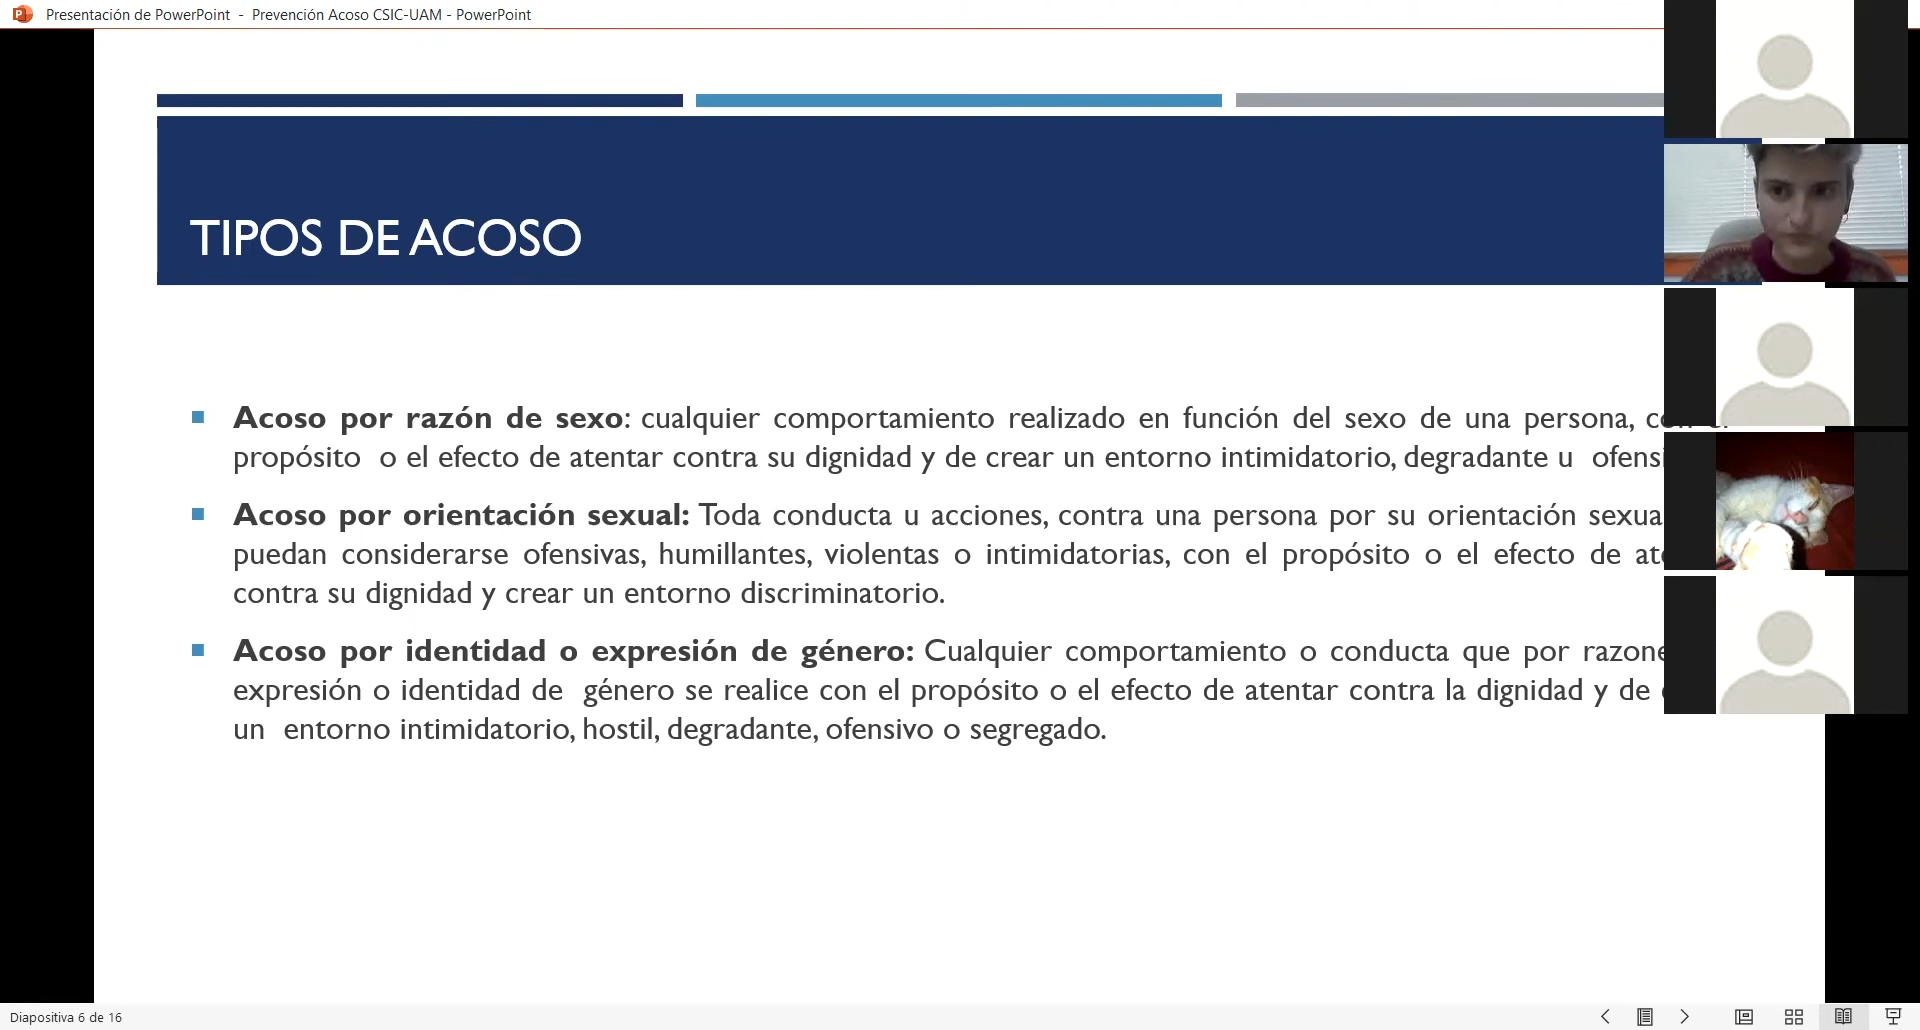 Presentación de PowerPoint - Prevención Acoso CSIC-UAM - PowerPoint
TIPOS DE ACOSO
Acoso por razón de sexo: cualquier comportamiento realizado en función del sexo de una persona,
propósito o el efecto de atentar contra su dignidad y de crear un entorno intimidatorio, degradante u
Acoso por orientación sexual: Toda conducta u acciones, contra una persona por su orientación
puedan considerarse ofensivas, humillantes, violentas o intimidatorias, con el propósito o el efecto de
contra su dignidad y crear un entorno discriminatorio.
Acoso por identidad o expresión de género: Cualquier comportamiento o conducta que por
expresión o identidad de género se realice con el propósito o el efecto de atentar contra la dignidad y de
un entorno intimidatorio, hostil, degradante, ofensivo o segregado.
Diapositiva 6 de 16